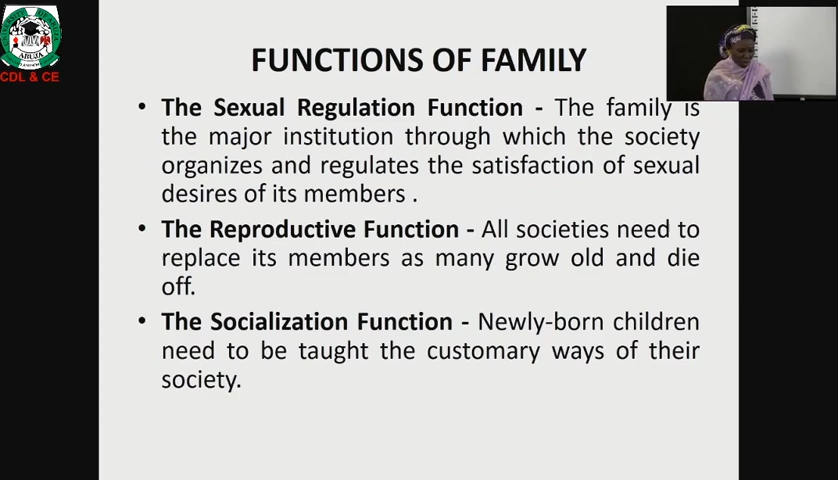 FUNCTIONS OF FAMILY
ABUJA
CDL & CE
• The Sexual Regulation Function - The family is
the major institution through which the society
organizes and regulates the satisfaction of sexual
desires of its members .
• The Reproductive Function - All societies need to
replace its members as many grow old and die
off.
• The Socialization Function - Newly-born children
need to be taught the customary ways of their
society.